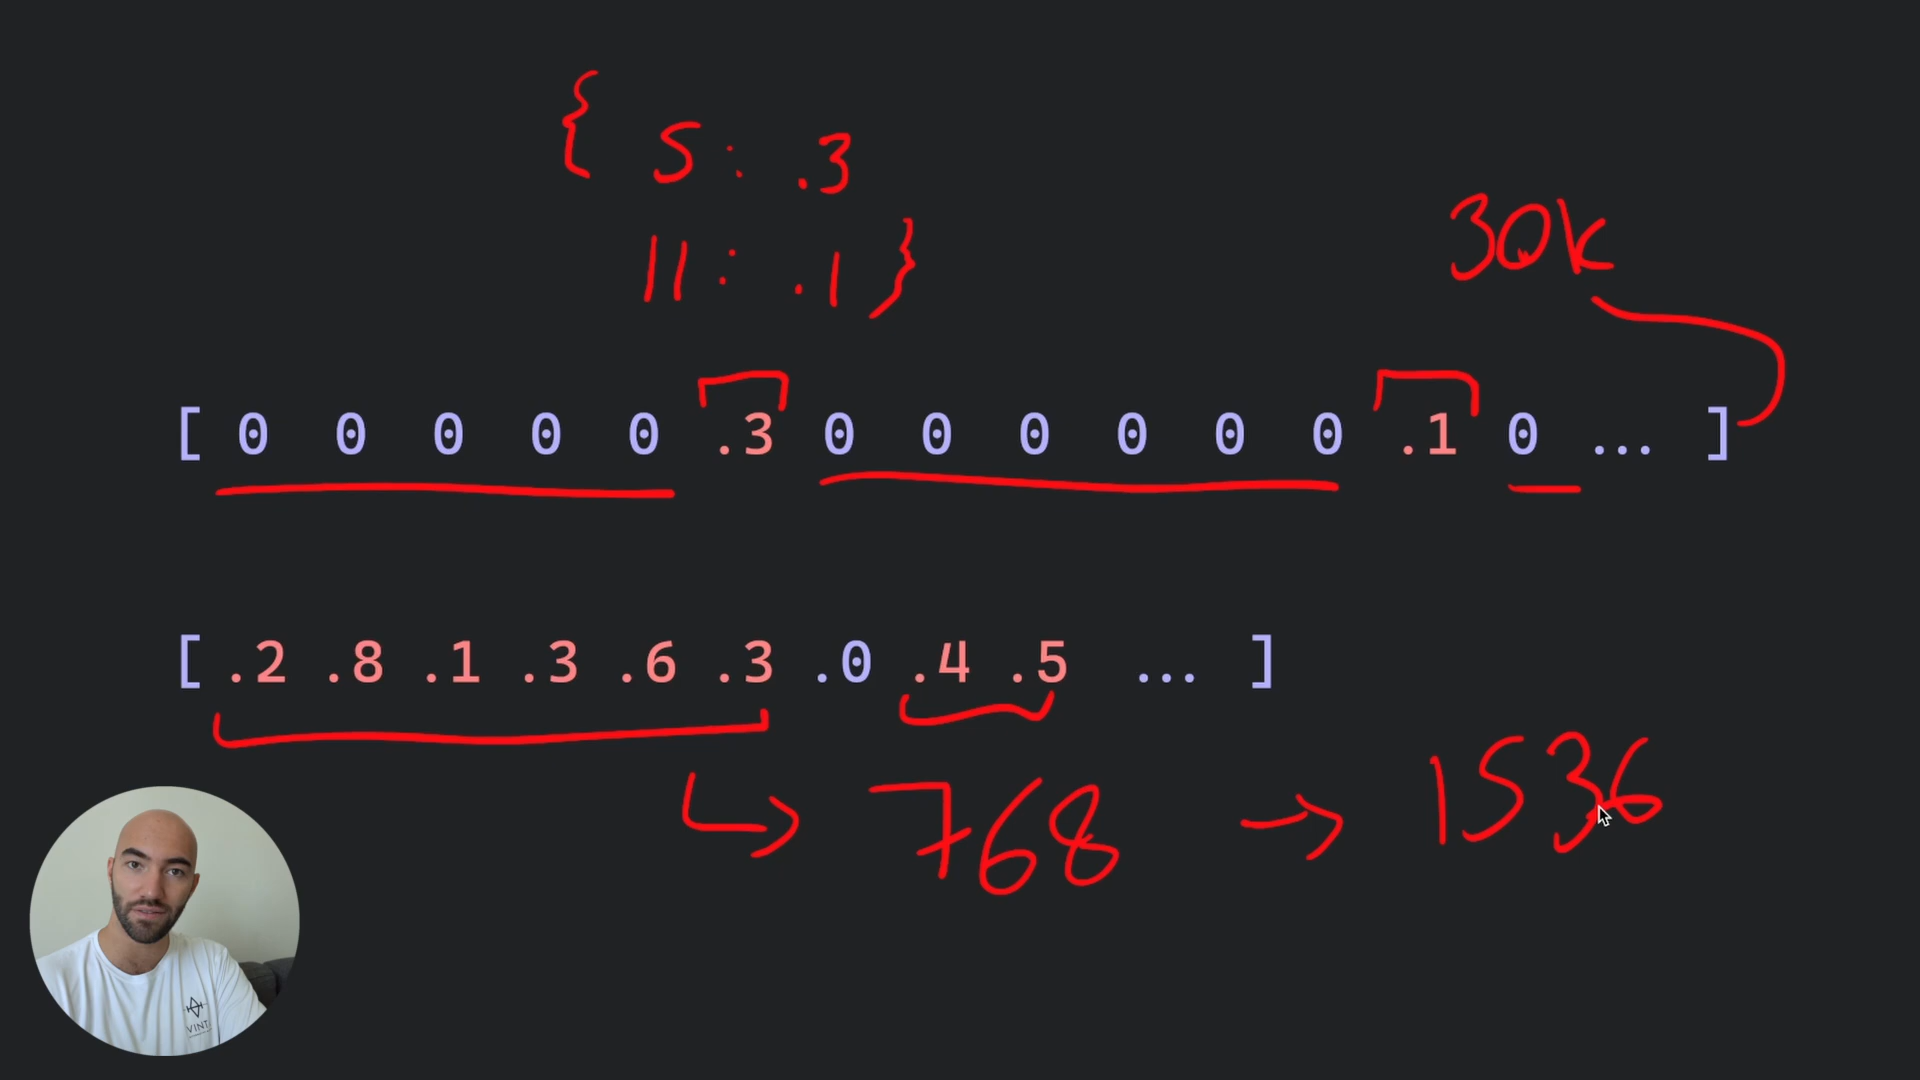 { 5 : .3
11 : .1 }
30k
[ 0 0 0 0 0 .3 0 0 0 0 0 0 .1 0 ... ]
[ .2 .8 .1 .3 .6 .3 .0 .4 .5 ... ]
768 → 1536
VINT